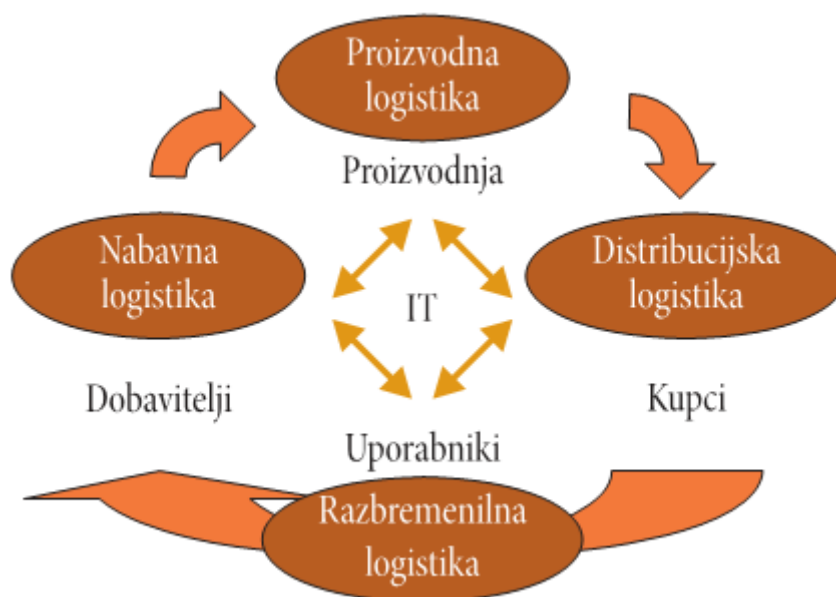 Proizvodna
logistika
Proizvodnja
Nabavna
logistika
Distribucijska
logistika
IT
Dobavitelji
Kupci
Uporabniki
Razbremenilna
logistika